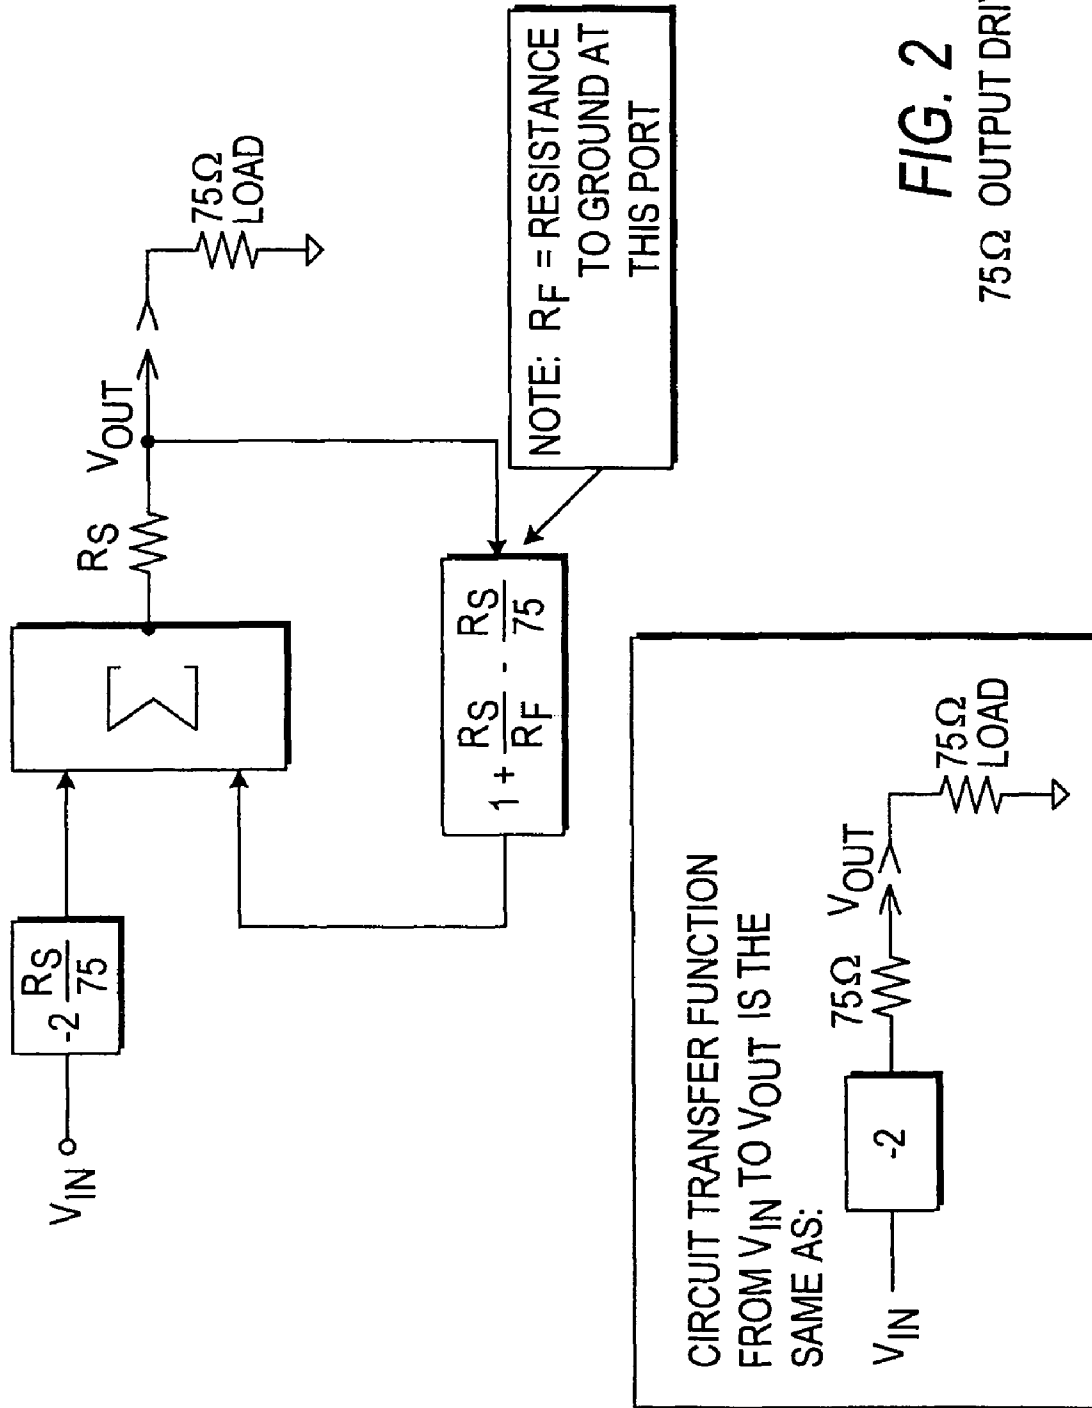 V_IN
-2 R_S/75
Σ
R_S
V_OUT
75Ω
LOAD
1 + R_S/R_F - R_S/75
NOTE: R_F = RESISTANCE
TO GROUND AT
THIS PORT
CIRCUIT TRANSFER FUNCTION
FROM V_IN TO V_OUT IS THE
SAME AS:
V_IN
-2
75Ω
V_OUT
75Ω
LOAD
FIG. 2
75Ω OUTPUT